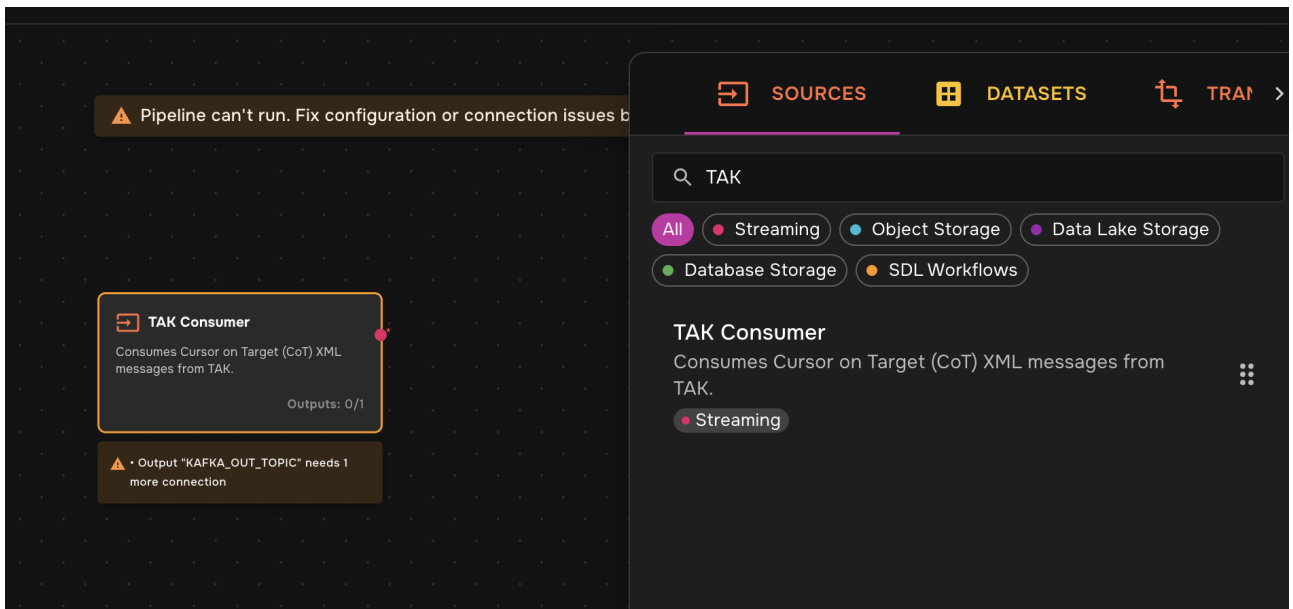 Pipeline can't run. Fix configuration or connection issues b
TAK Consumer
Consumes Cursor on Target (CoT) XML
messages from TAK.
Outputs: 0/1
• Output "KAFKA_OUT_TOPIC" needs 1
more connection
SOURCES
DATASETS
TRAN
TAK
All
Streaming
Object Storage
Data Lake Storage
Database Storage
SDL Workflows
TAK Consumer
Consumes Cursor on Target (CoT) XML messages from
TAK.
Streaming